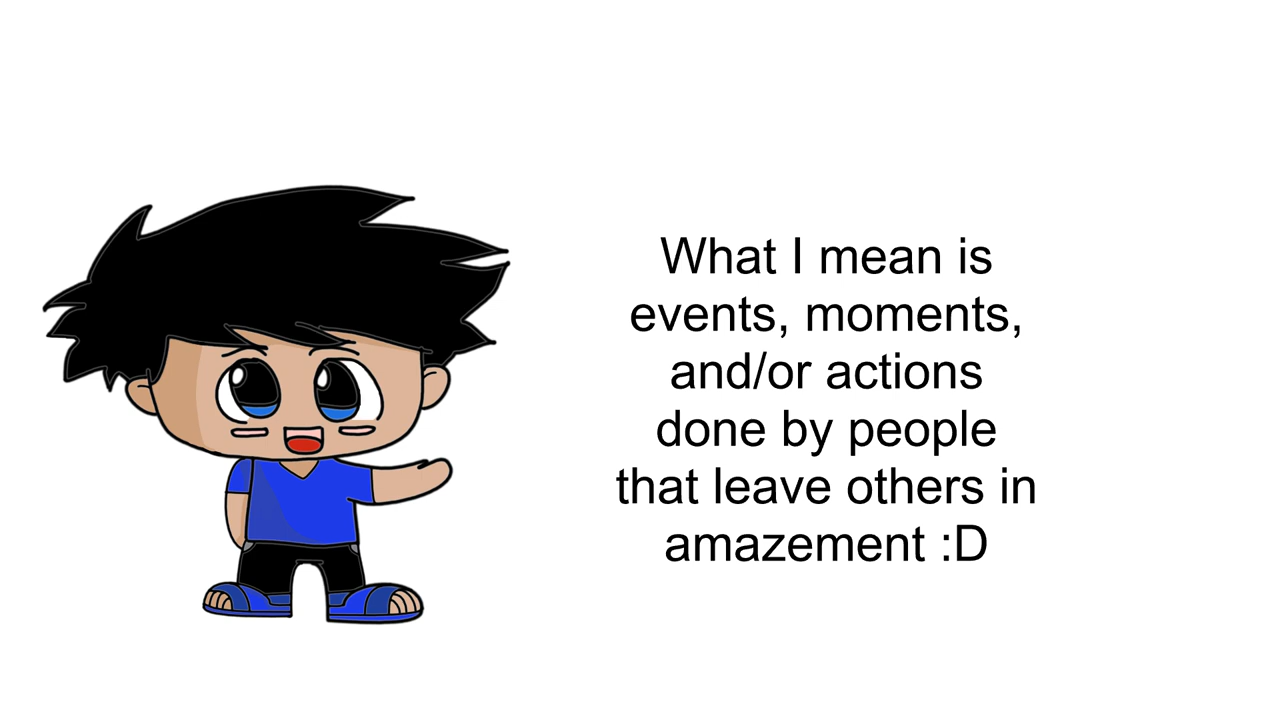 What I mean is
events, moments,
and/or actions
done by people
that leave others in
amazement :D